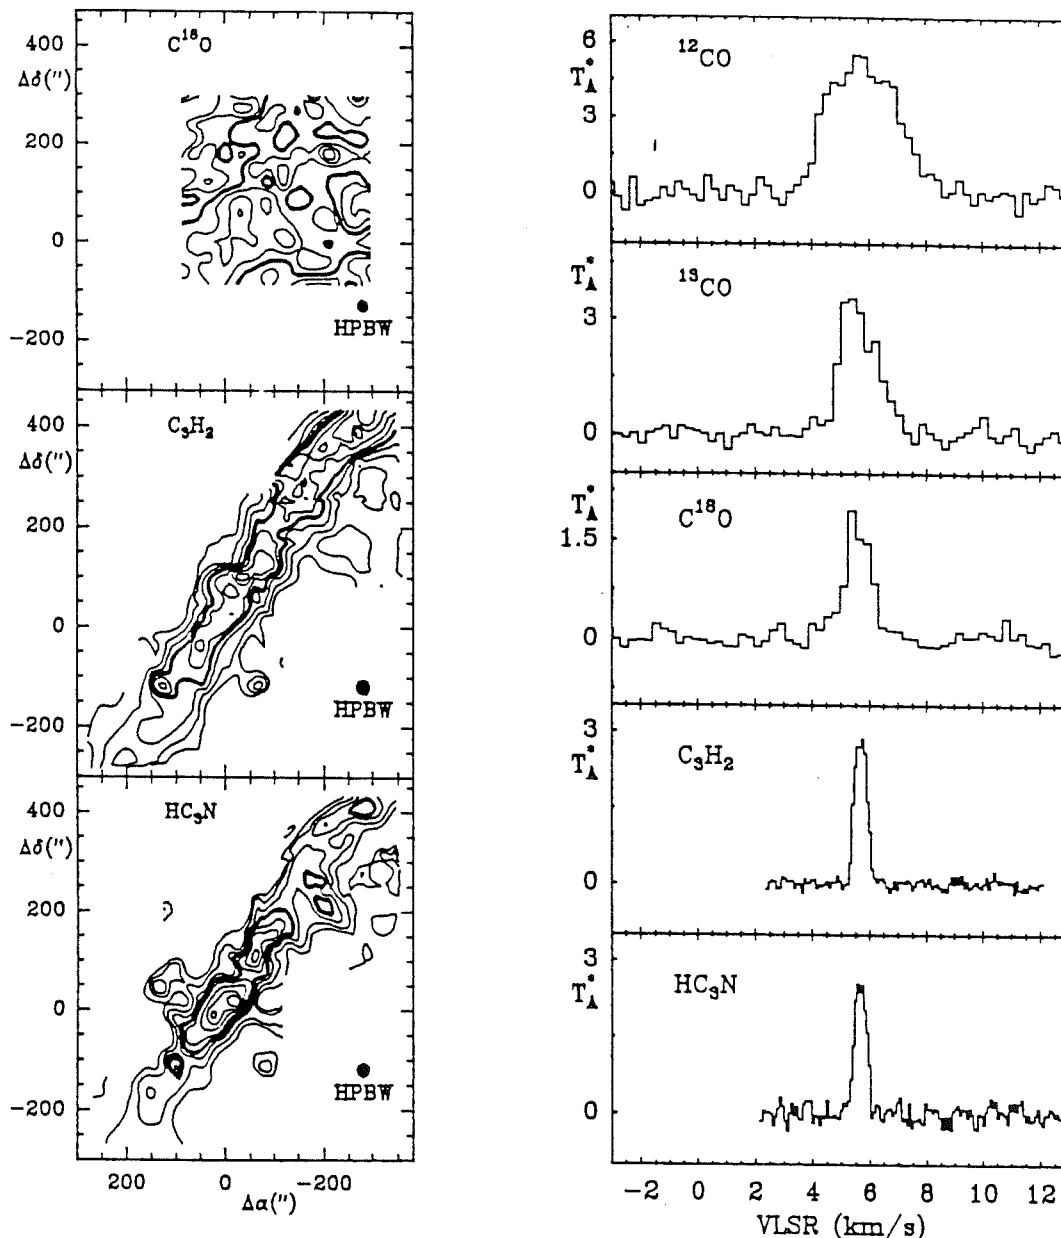 C¹⁸O
400
Δδ(")
200
0
-200
HPBW
C₃H₂
400
Δδ(")
200
0
-200
HPBW
HC₃N
400
Δδ(")
200
0
-200
HPBW
200 0 -200
Δα(")
6
T*A
3
0
¹²CO
T*A
3
0
¹³CO
T*A
1.5
0
C¹⁸O
3
T*A
0
C₃H₂
3
T*A
0
HC₃N
-2 0 2 4 6 8 10 12
VLSR (km/s)